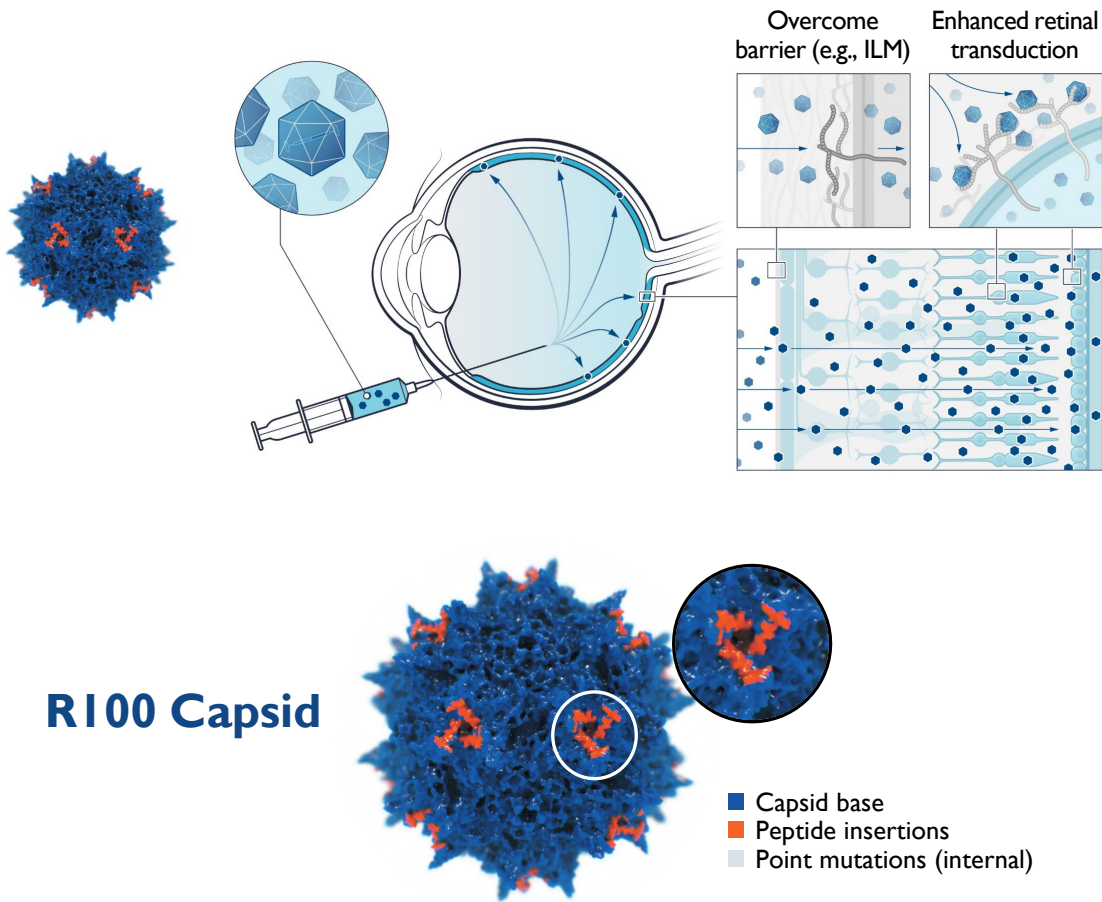 Overcome
barrier (e.g., ILM)
Enhanced retinal
transduction
R100 Capsid
Capsid base
Peptide insertions
Point mutations (internal)